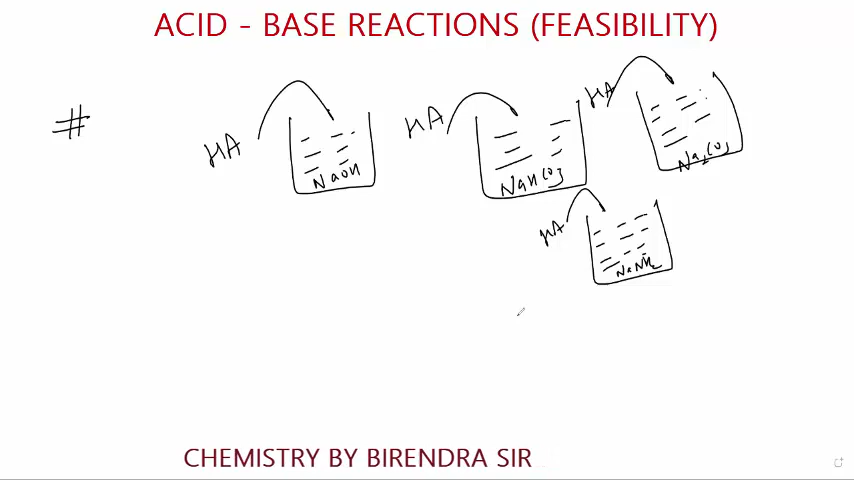 ACID - BASE REACTIONS (FEASIBILITY)
#
HA
NaOH
HA
NaHCO3
HA
Na2CO3
HA
NaNH2
CHEMISTRY BY BIRENDRA SIR